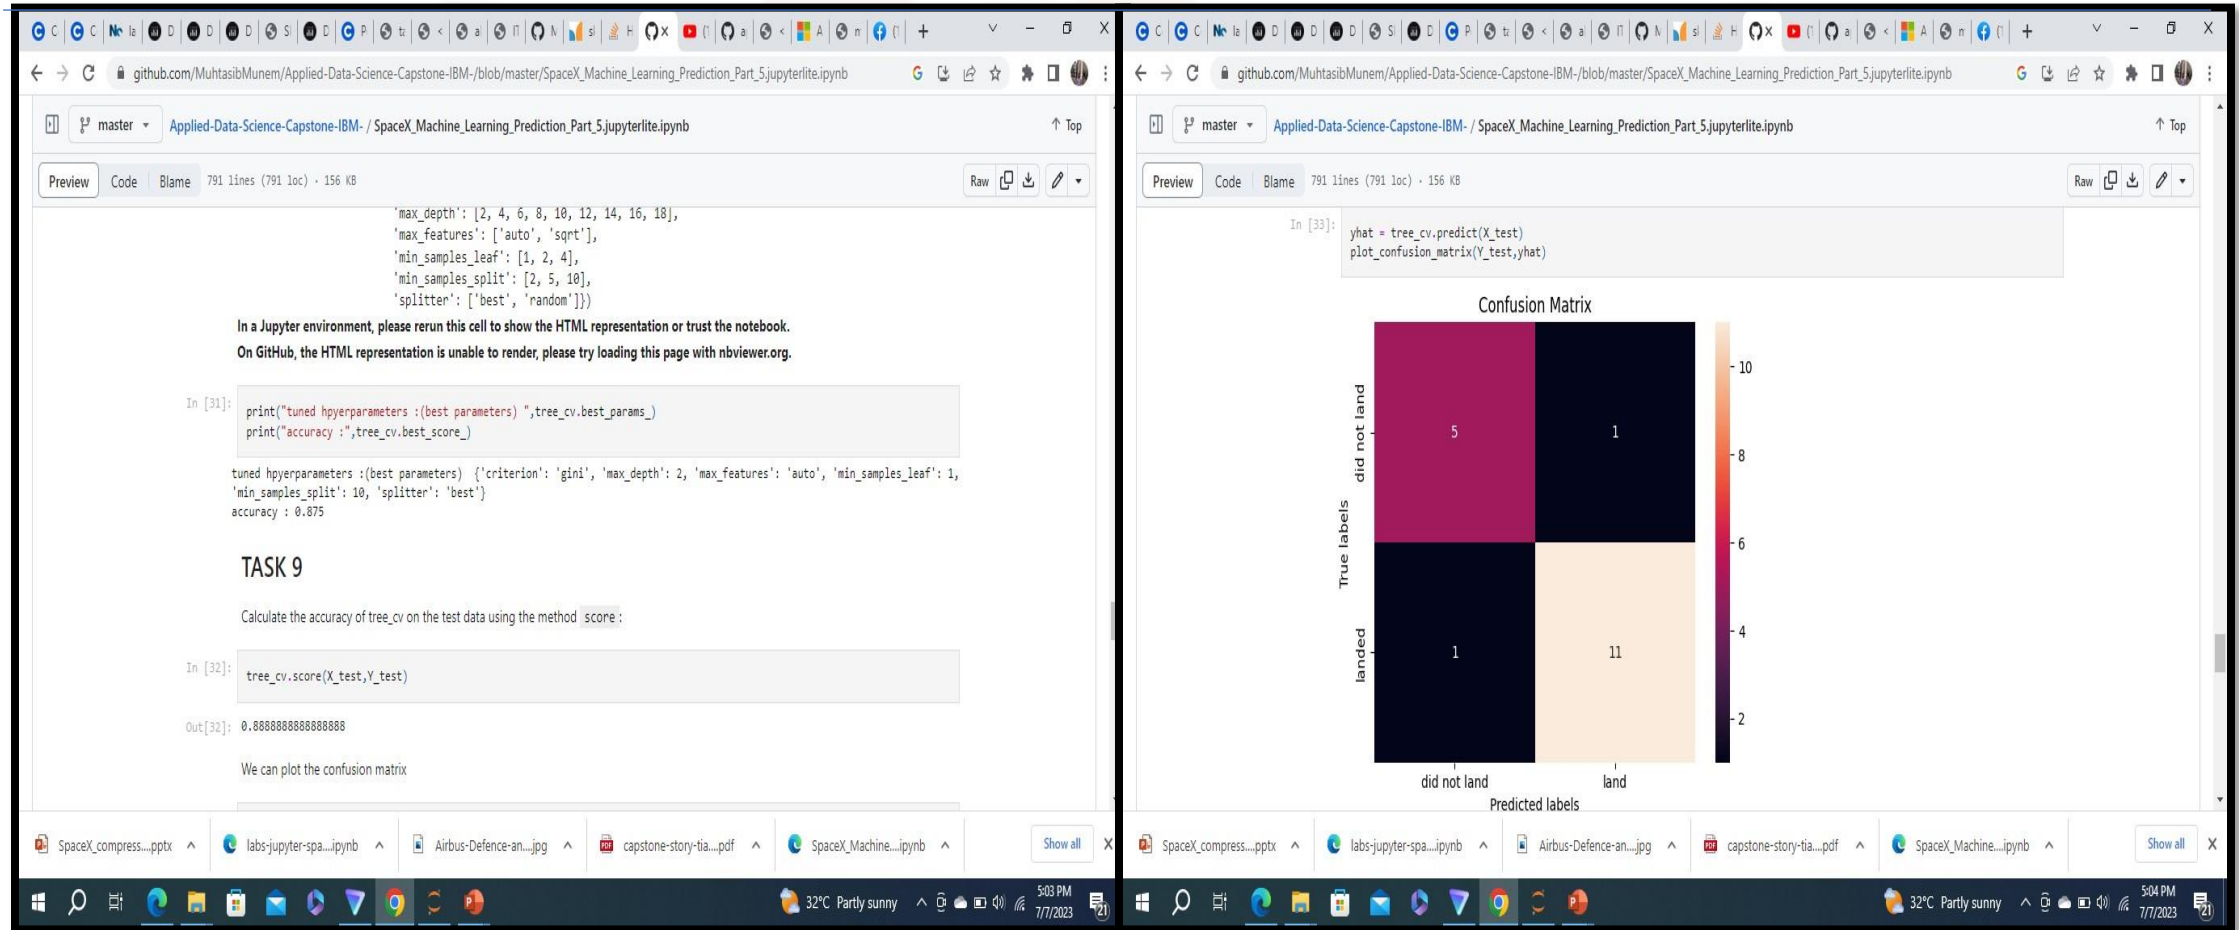 github.com/MuhtasibMunem/Applied-Data-Science-Capstone-IBM-/blob/master/SpaceX_Machine_Learning_Prediction_Part_5.jupyterlite.ipynb
master
Applied-Data-Science-Capstone-IBM- / SpaceX_Machine_Learning_Prediction_Part_5.jupyterlite.ipynb
↑ Top
Preview Code Blame 791 lines (791 loc) · 156 KB Raw
'max_depth': [2, 4, 6, 8, 10, 12, 14, 16, 18],
'max_features': ['auto', 'sqrt'],
'min_samples_leaf': [1, 2, 4],
'min_samples_split': [2, 5, 10],
'splitter': ['best', 'random']})
In a Jupyter environment, please rerun this cell to show the HTML representation or trust the notebook.
On GitHub, the HTML representation is unable to render, please try loading this page with nbviewer.org.
In [31]:
print("tuned hpyerparameters :(best parameters) ",tree_cv.best_params_)
print("accuracy :",tree_cv.best_score_)
tuned hpyerparameters :(best parameters)  {'criterion': 'gini', 'max_depth': 2, 'max_features': 'auto', 'min_samples_leaf': 1,
'min_samples_split': 10, 'splitter': 'best'}
accuracy : 0.875
TASK 9
Calculate the accuracy of tree_cv on the test data using the method score :
In [32]:
tree_cv.score(X_test,Y_test)
Out[32]: 0.8888888888888888
We can plot the confusion matrix
SpaceX_compress....pptx
labs-jupyter-spa....ipynb
Airbus-Defence-an....jpg
capstone-story-tia....pdf
SpaceX_Machine....ipynb
Show all
32°C Partly sunny
5:03 PM
7/7/2023
21
github.com/MuhtasibMunem/Applied-Data-Science-Capstone-IBM-/blob/master/SpaceX_Machine_Learning_Prediction_Part_5.jupyterlite.ipynb
master
Applied-Data-Science-Capstone-IBM- / SpaceX_Machine_Learning_Prediction_Part_5.jupyterlite.ipynb
↑ Top
Preview Code Blame 791 lines (791 loc) · 156 KB Raw
In [33]:
yhat = tree_cv.predict(X_test)
plot_confusion_matrix(Y_test,yhat)
Confusion Matrix
True labels
did not land
5 1
landed
1 11
did not land land
Predicted labels
10
8
6
4
2
SpaceX_compress....pptx
labs-jupyter-spa....ipynb
Airbus-Defence-an....jpg
capstone-story-tia....pdf
SpaceX_Machine....ipynb
Show all
32°C Partly sunny
5:04 PM
7/7/2023
21